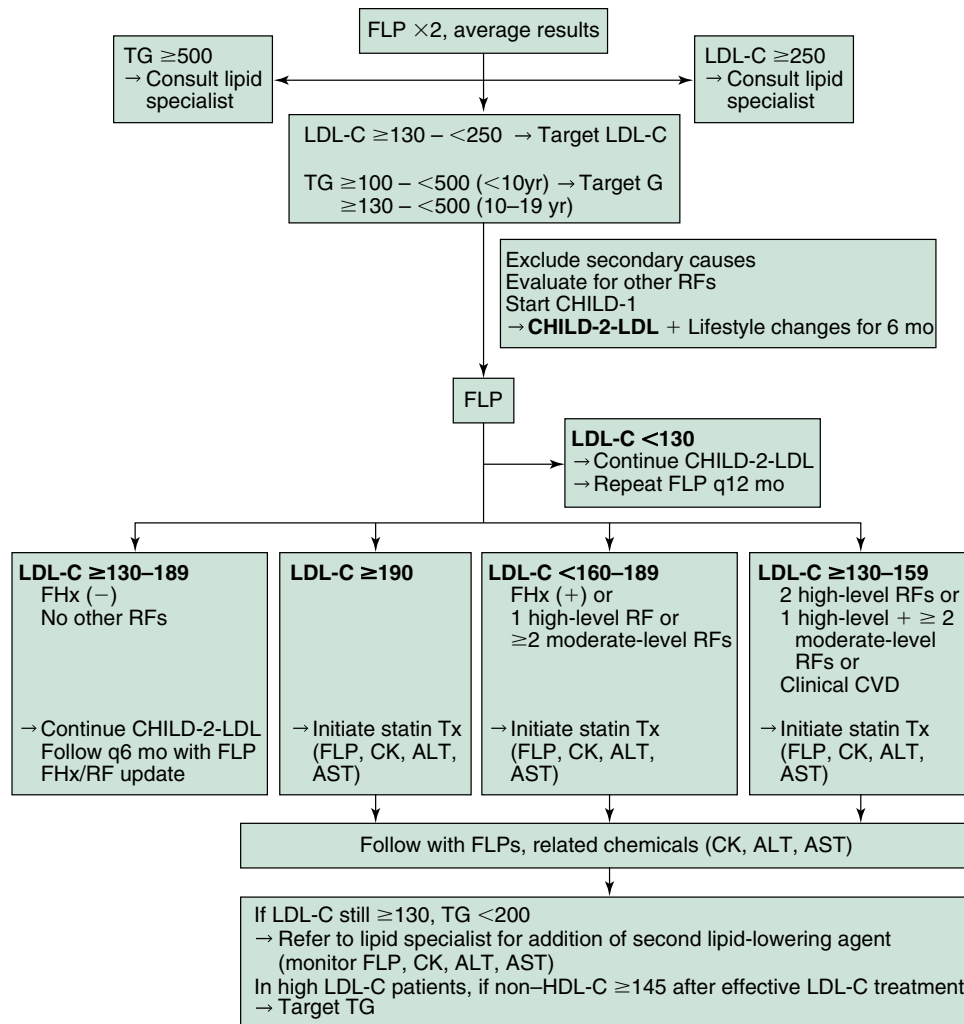 FLP ×2, average results
TG ≥500
→ Consult lipid
specialist
LDL-C ≥250
→ Consult lipid
specialist
LDL-C ≥130 – <250 → Target LDL-C
TG ≥100 – <500 (<10yr) → Target G
≥130 – <500 (10–19 yr)
Exclude secondary causes
Evaluate for other RFs
Start CHILD-1
→ CHILD-2-LDL + Lifestyle changes for 6 mo
FLP
LDL-C <130
→ Continue CHILD-2-LDL
→ Repeat FLP q12 mo
LDL-C ≥130–189
FHx (−)
No other RFs
→ Continue CHILD-2-LDL
Follow q6 mo with FLP
FHx/RF update
LDL-C ≥190
→ Initiate statin Tx
(FLP, CK, ALT,
AST)
LDL-C <160–189
FHx (+) or
1 high-level RF or
≥2 moderate-level RFs
→ Initiate statin Tx
(FLP, CK, ALT,
AST)
LDL-C ≥130–159
2 high-level RFs or
1 high-level + ≥ 2
moderate-level
RFs or
Clinical CVD
→ Initiate statin Tx
(FLP, CK, ALT,
AST)
Follow with FLPs, related chemicals (CK, ALT, AST)
If LDL-C still ≥130, TG <200
→ Refer to lipid specialist for addition of second lipid-lowering agent
(monitor FLP, CK, ALT, AST)
In high LDL-C patients, if non–HDL-C ≥145 after effective LDL-C treatment
→ Target TG